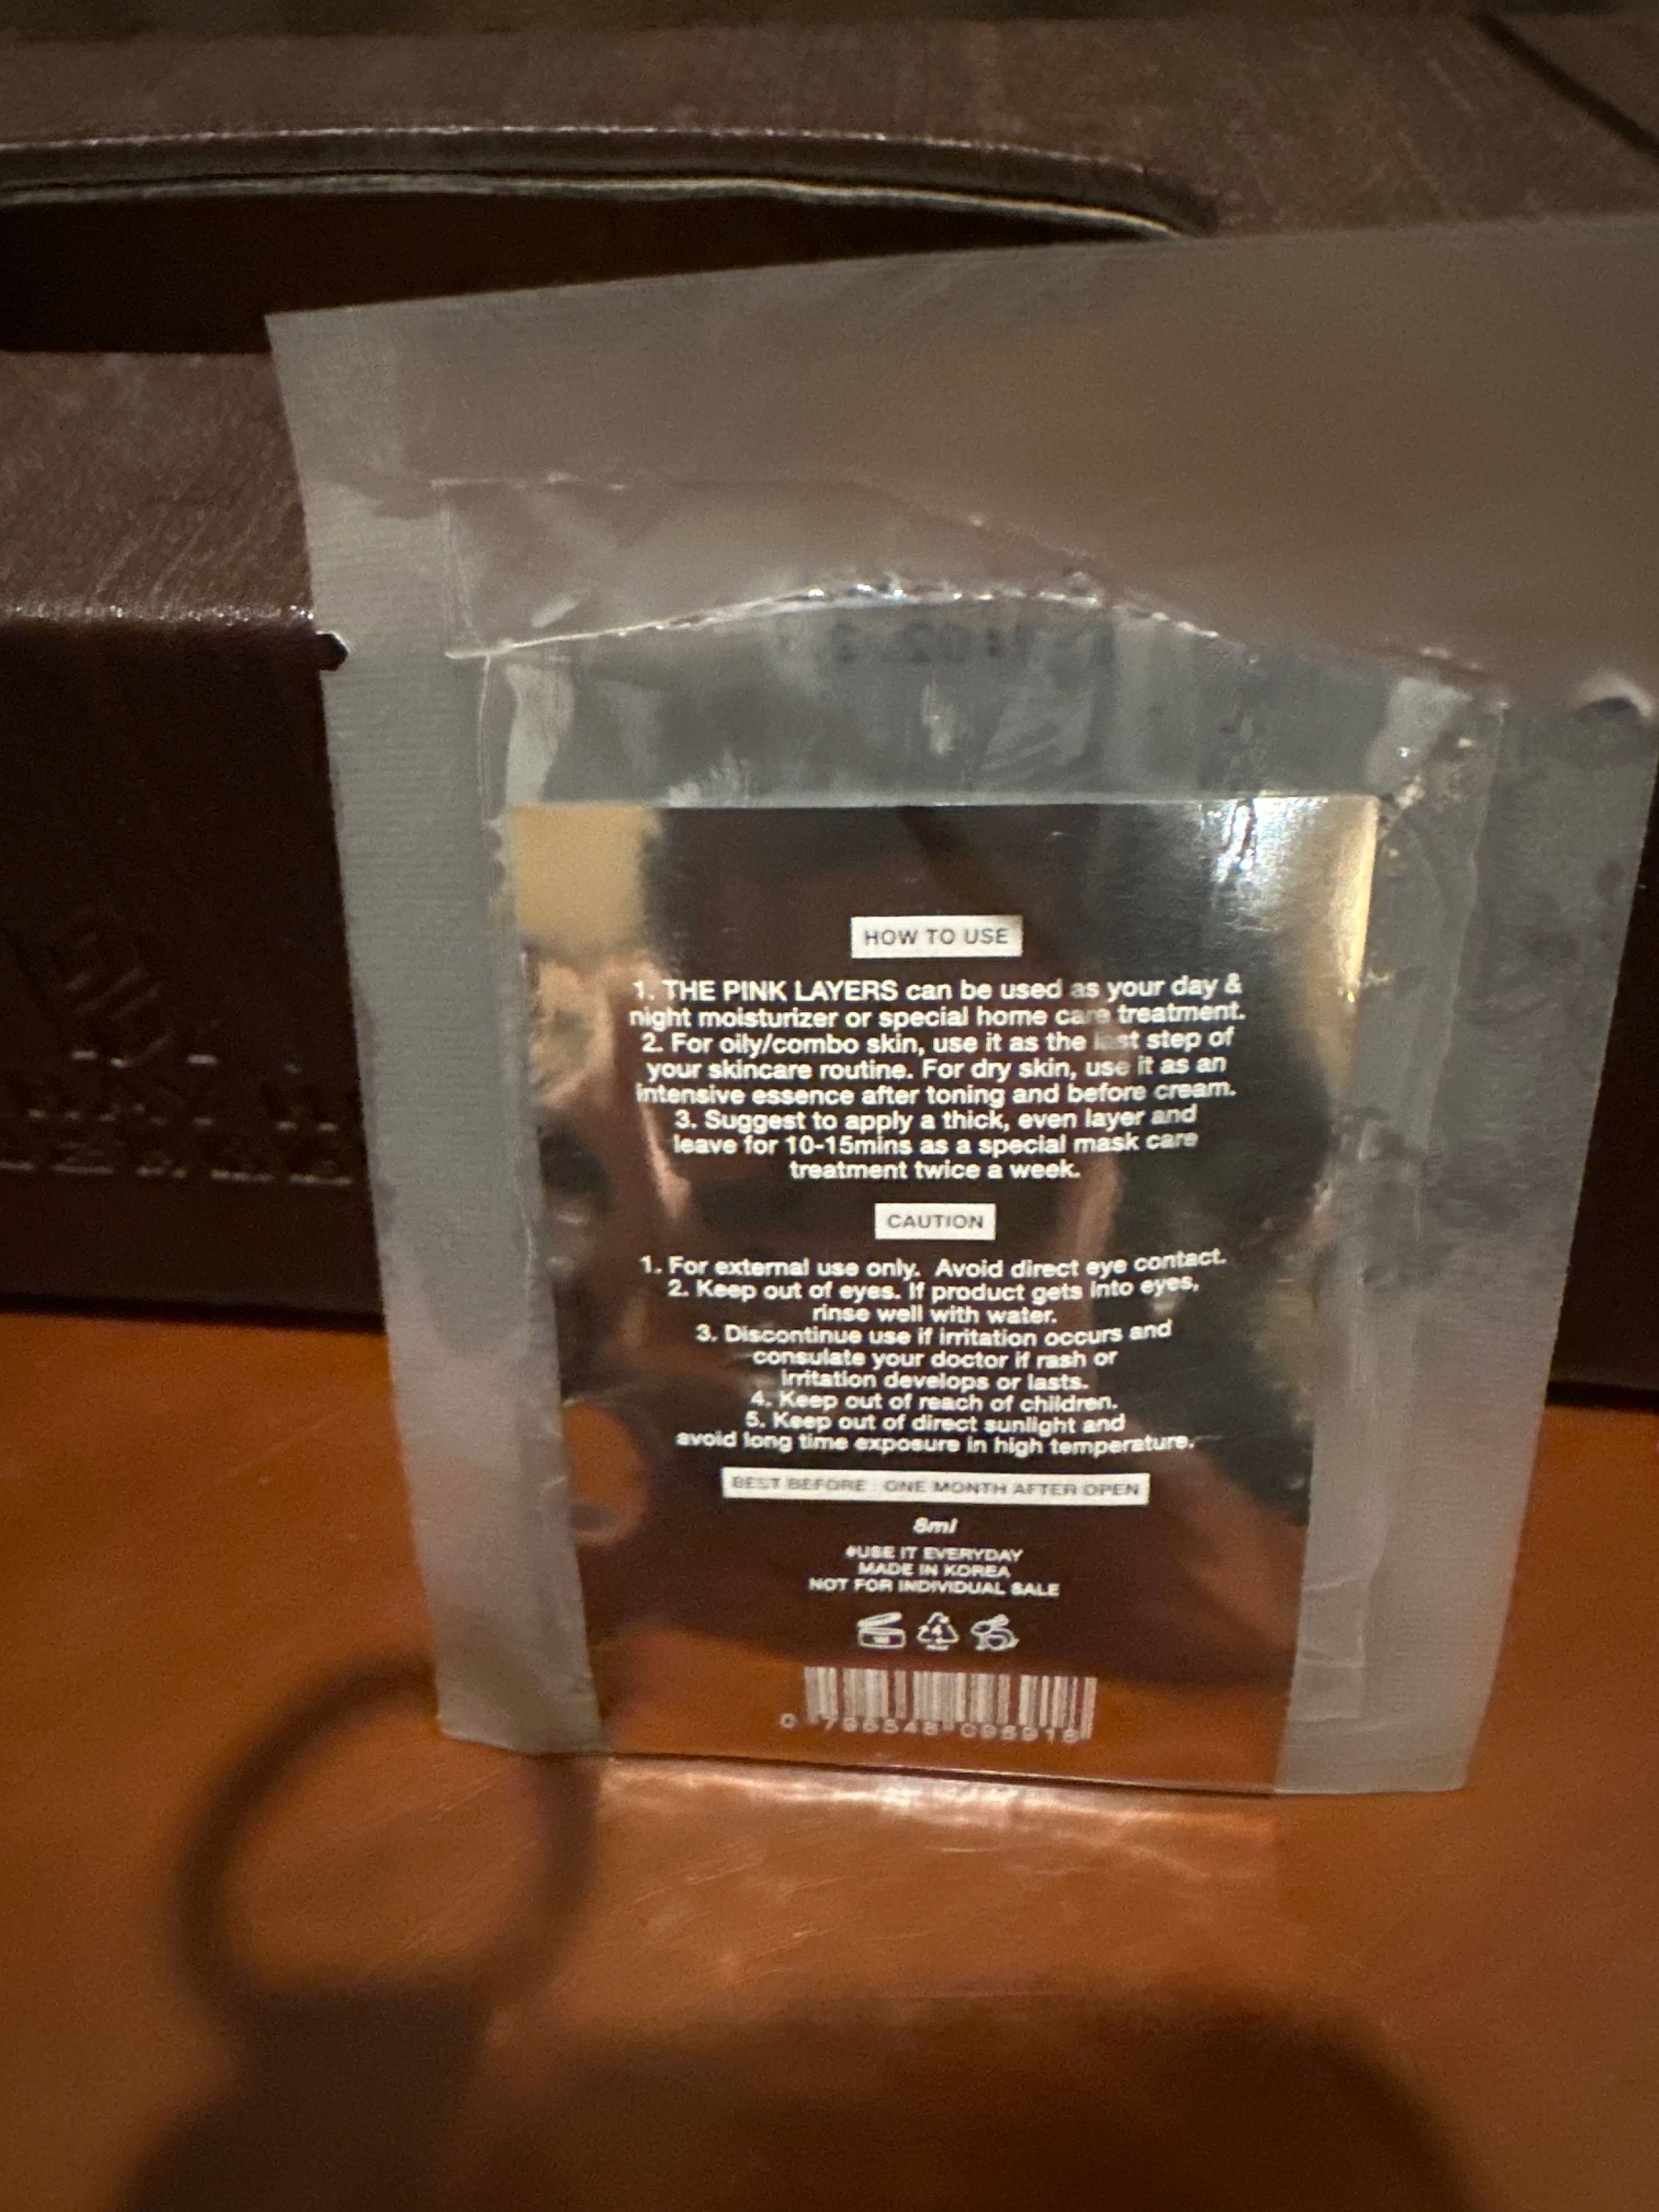 HOW TO USE
1. THE PINK LAYERS can be used as your day &
night moisturizer or special home care treatment.
2. For oily/combo skin, use it as the last step of
your skincare routine. For dry skin, use it as an
intensive essence after toning and before cream.
3. Suggest to apply a thick, even layer and
leave for 10-15mins as a special mask care
treatment twice a week.
CAUTION
1. For external use only. Avoid direct eye contact.
2. Keep out of eyes. If product gets into eyes,
rinse well with water.
3. Discontinue use if irritation occurs and
consulate your doctor if rash or
irritation develops or lasts.
4. Keep out of reach of children.
5. Keep out of direct sunlight and
avoid long time exposure in high temperature.
BEST BEFORE : ONE MONTH AFTER OPEN
8ml
#USE IT EVERYDAY
MADE IN KOREA
NOT FOR INDIVIDUAL SALE